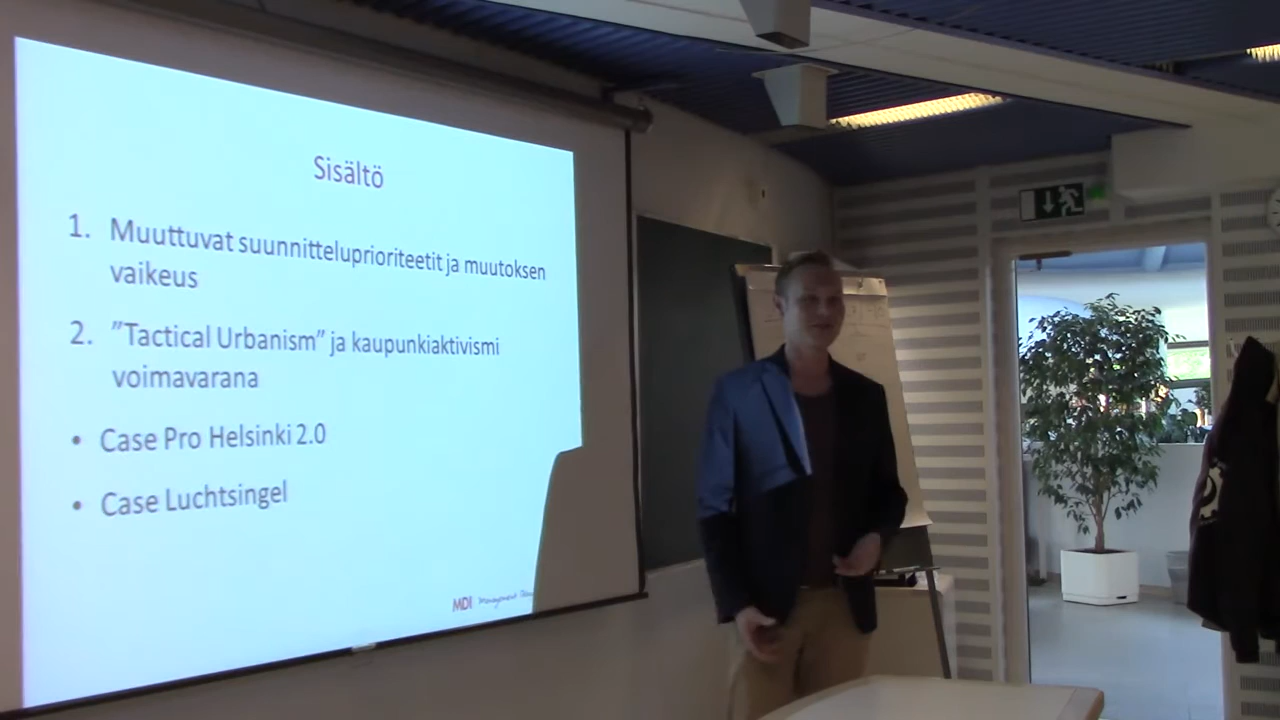 Sisältö
1. Muuttuvat suunnitteluprioriteetit ja muutoksen
vaikeus
2. ”Tactical Urbanism” ja kaupunkiaktivismi
voimavarana
• Case Pro Helsinki 2.0
• Case Luchtsingel
MDI